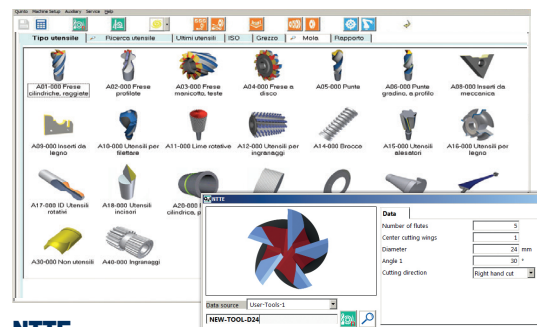 Quinto Machine Setup Auxiliary Service Help
Tipo utensile Ricerca utensile Ultimi utensili ISO Grezzo Mola Rapporto
A01-000 Frese cilindriche, raggiate
A02-000 Frese profilate
A03-000 Frese manicotto, teste
A04-000 Frese a disco
A05-000 Punte
A06-000 Punte gradino, a profilo
A08-000 Inserti da meccanica
A09-000 Inserti da legno
A10-000 Utensili per filettare
A11-000 Lime rotative
A12-000 Utensili per ingranaggi
A14-000 Brocce
A15-000 Utensili alesatori
A16-000 Utensili per legno
A17-000 ID Utensili rotativi
A18-000 Utensili incisori
A20-000
cilindrica, p
A30-000 Non utensili
A40-000 Ingranaggi
NTTE
Data
Number of flutes 5
Center cutting wings 1
Diameter 24 mm
Angle 1 30 °
Cutting direction Right hand cut
Data source User-Tools-1
NEW-TOOL-D24